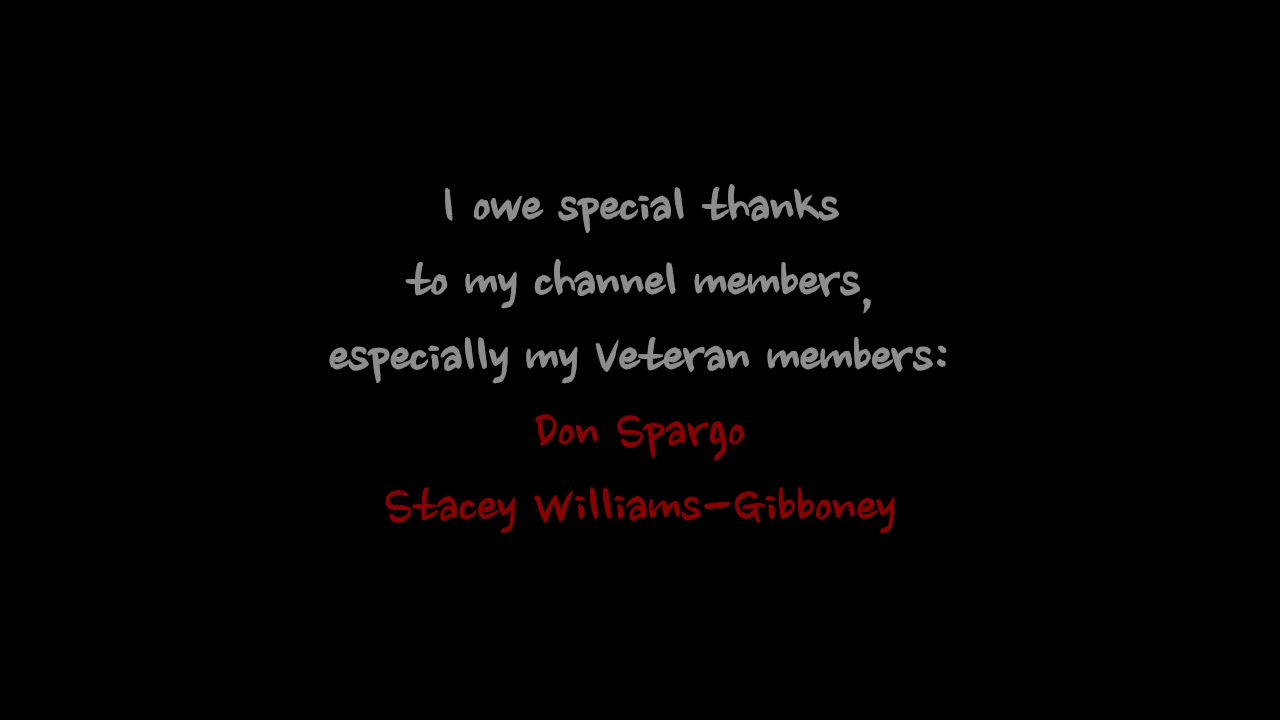 I owe special thanks
to my channel members,
especially my Veteran members:
Don Spargo
Stacey Williams-Gibboney